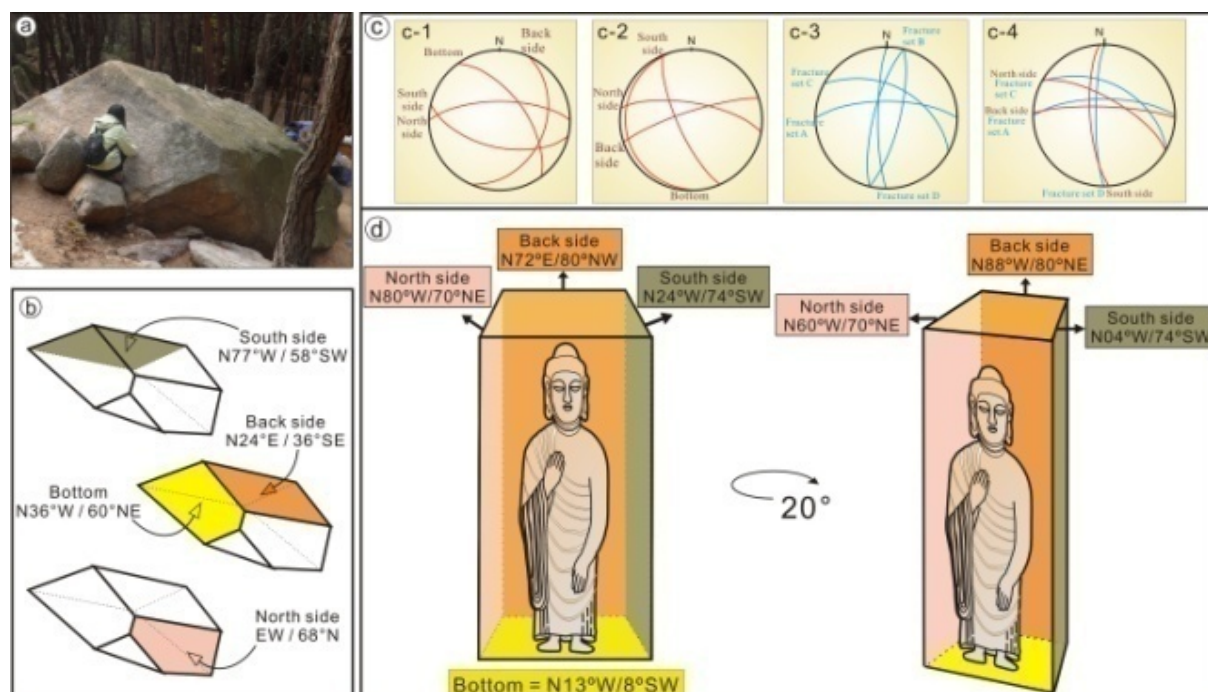 a
b
South side
N77°W / 58°SW
Back side
N24°E / 36°SE
Bottom
N36°W / 60°NE
North side
EW / 68°N
c
c-1
N
Bottom
Back
side
South
side
North
side
c-2
N
South
side
North
side
Back
side
Bottom
c-3
N
Fracture
set B
Fracture
set C
Fracture
set A
Fracture set D
c-4
N
North side
Fracture
set C
Back side
Fracture
set A
Fracture set D
South side
d
Back side
N72°E/80°NW
North side
N80°W/70°NE
South side
N24°W/74°SW
Bottom = N13°W/8°SW
20°
Back side
N88°W/80°NE
North side
N60°W/70°NE
South side
N04°W/74°SW